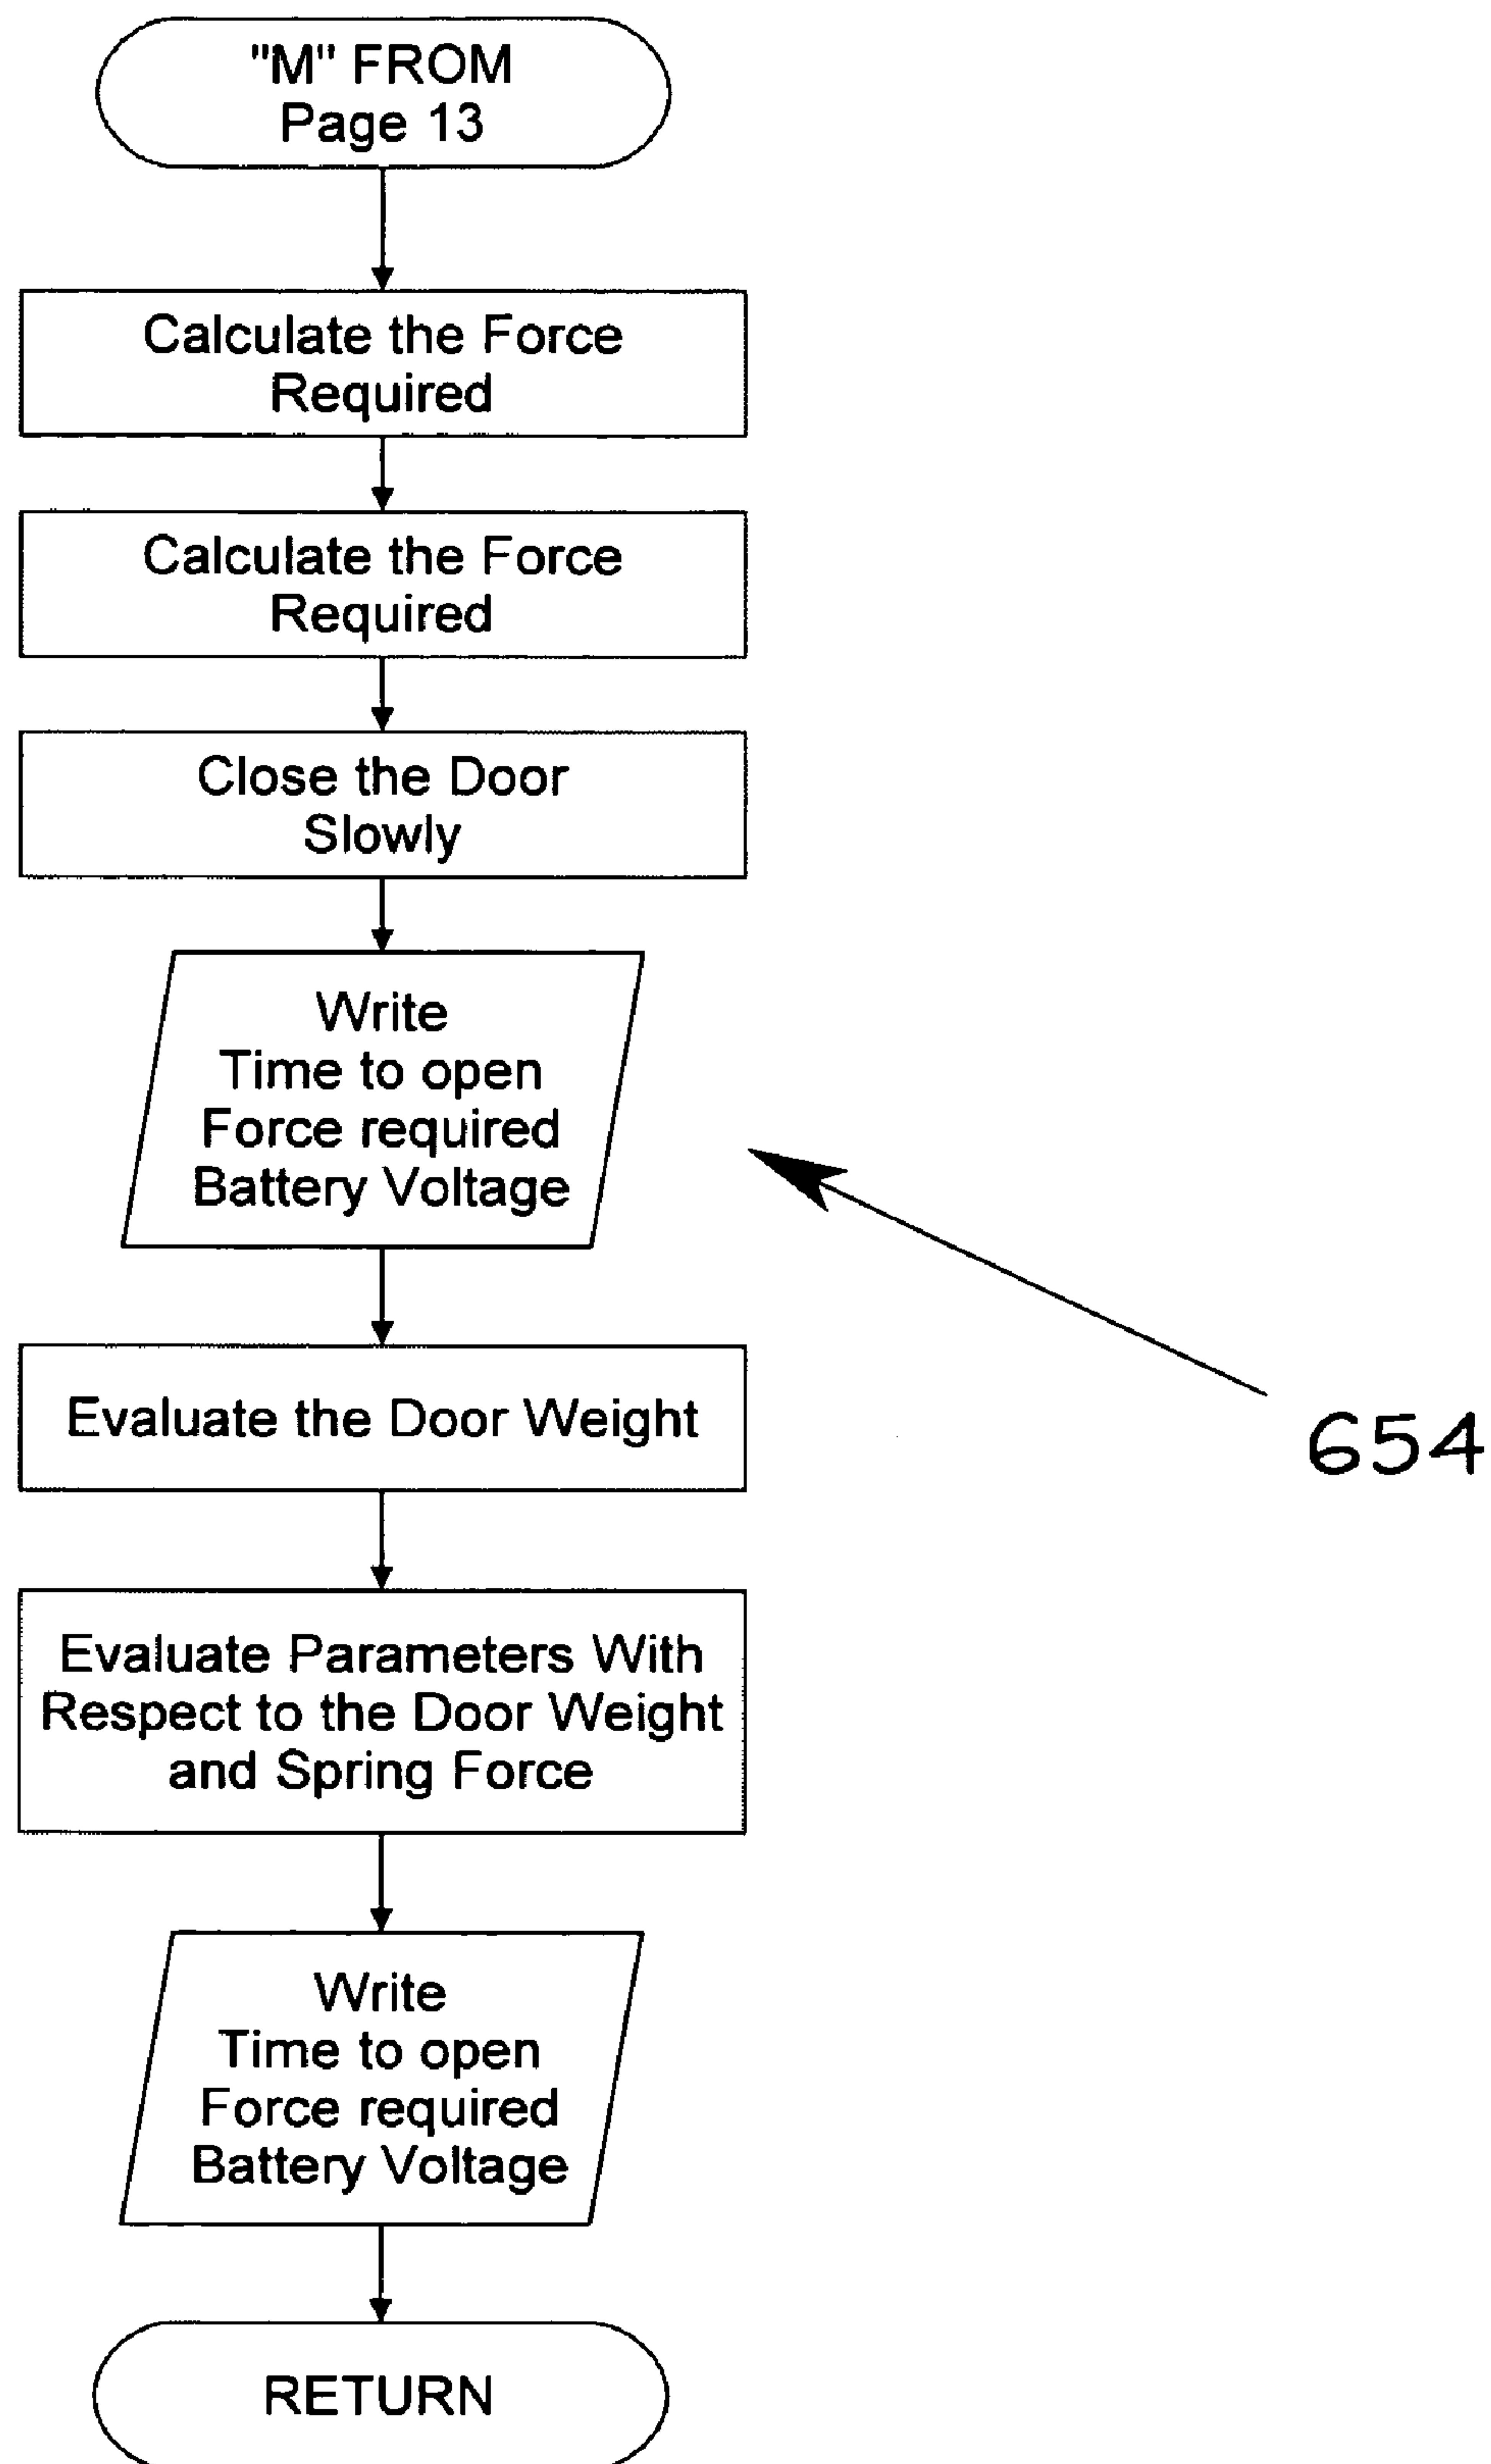 "M" FROM
Page 13
Calculate the Force
Required
Calculate the Force
Required
Close the Door
Slowly
Write
Time to open
Force required
Battery Voltage
654
Evaluate the Door Weight
Evaluate Parameters With
Respect to the Door Weight
and Spring Force
Write
Time to open
Force required
Battery Voltage
RETURN